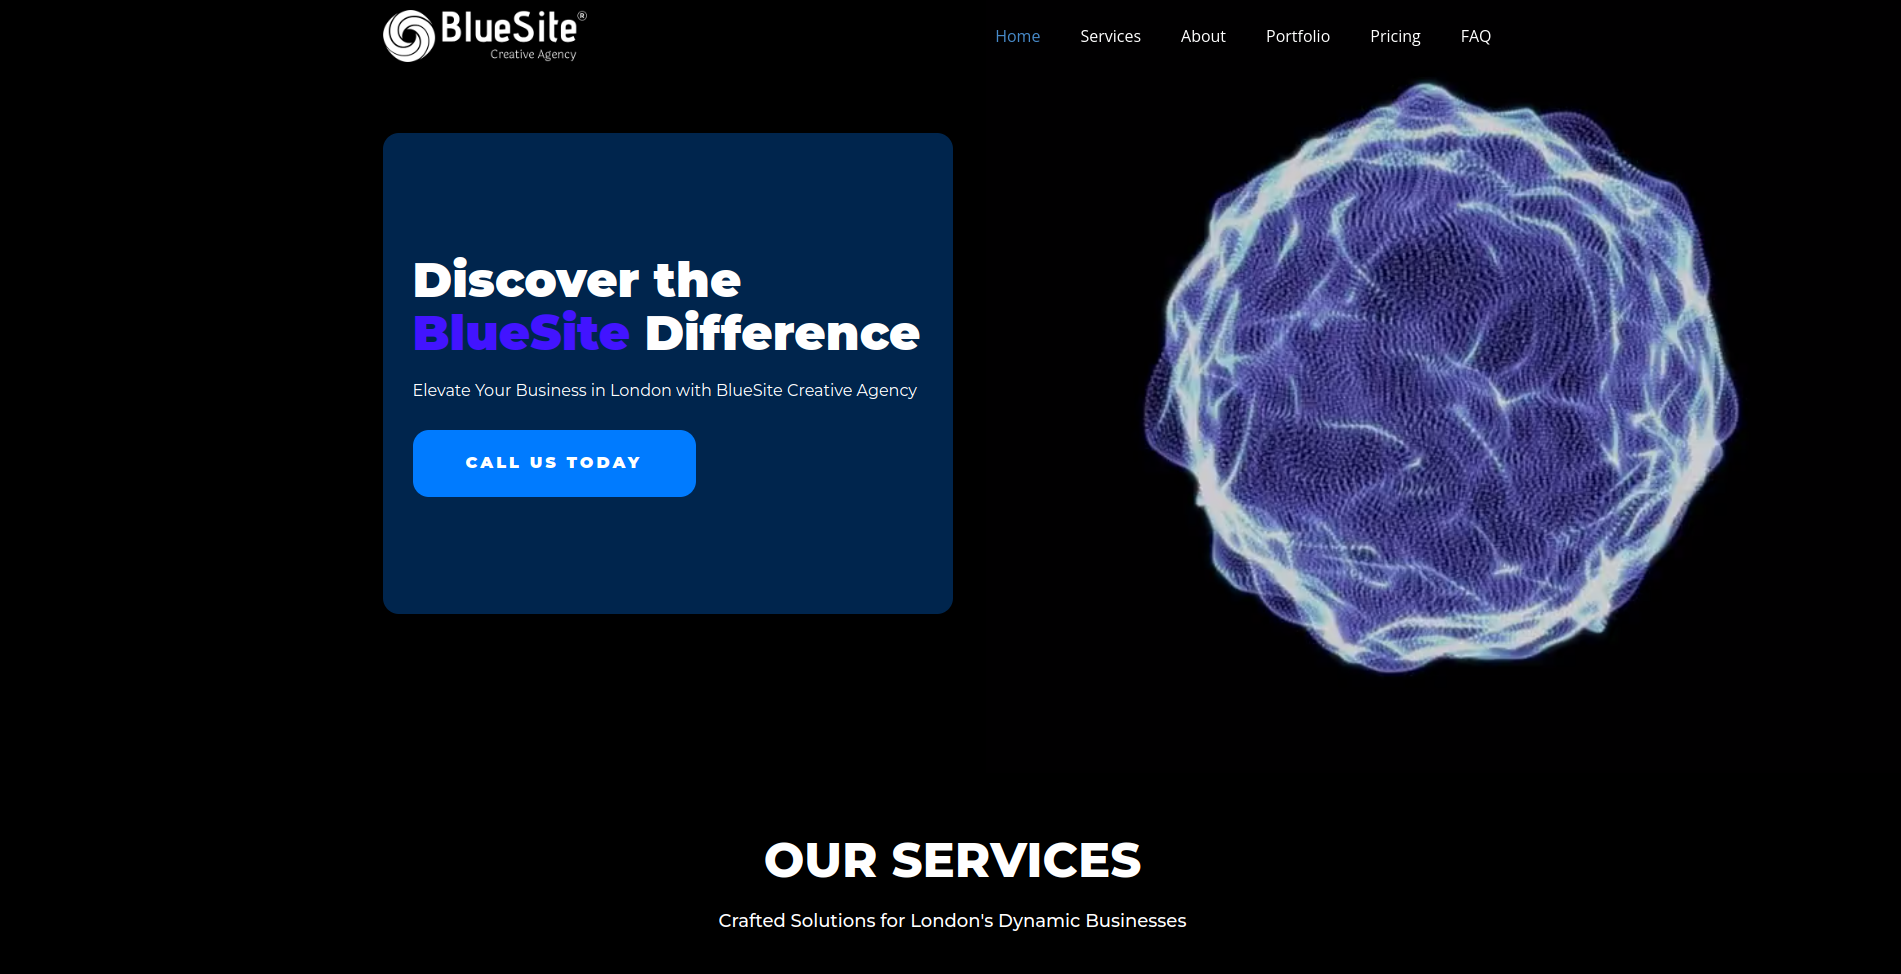 BlueSite®
Creative Agency
Home Services About Portfolio Pricing FAQ
Discover the
BlueSite Difference
Elevate Your Business in London with BlueSite Creative Agency
CALL US TODAY
OUR SERVICES
Crafted Solutions for London's Dynamic Businesses